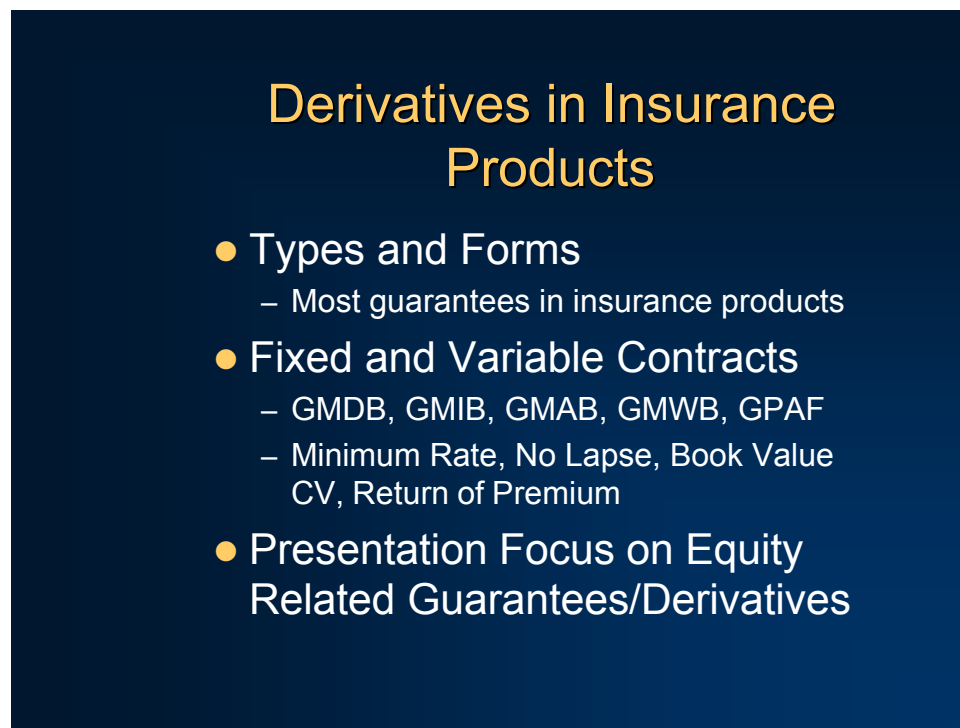 Derivatives in Insurance
Products
● Types and Forms
– Most guarantees in insurance products
● Fixed and Variable Contracts
– GMDB, GMIB, GMAB, GMWB, GPAF
– Minimum Rate, No Lapse, Book Value
CV, Return of Premium
● Presentation Focus on Equity
Related Guarantees/Derivatives